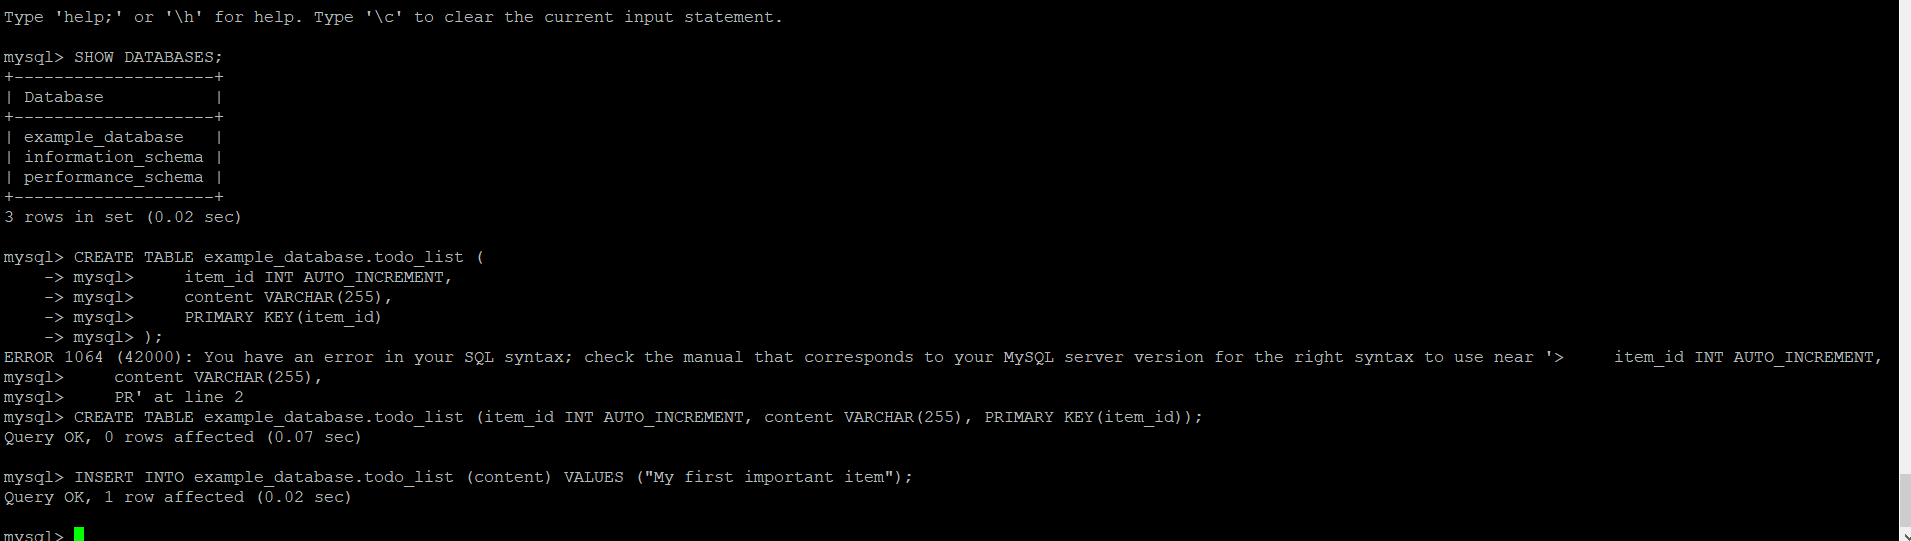 Type 'help;' or '\h' for help. Type '\c' to clear the current input statement.
mysql> SHOW DATABASES;
+--------------------+
| Database           |
+--------------------+
| example_database   |
| information_schema |
| performance_schema |
+--------------------+
3 rows in set (0.02 sec)
mysql> CREATE TABLE example_database.todo_list (
    -> mysql>     item_id INT AUTO_INCREMENT,
    -> mysql>     content VARCHAR(255),
    -> mysql>     PRIMARY KEY(item_id)
    -> mysql> );
ERROR 1064 (42000): You have an error in your SQL syntax; check the manual that corresponds to your MySQL server version for the right syntax to use near '>     item_id INT AUTO_INCREMENT,
mysql>     content VARCHAR(255),
mysql>     PR' at line 2
mysql> CREATE TABLE example_database.todo_list (item_id INT AUTO_INCREMENT, content VARCHAR(255), PRIMARY KEY(item_id));
Query OK, 0 rows affected (0.07 sec)
mysql> INSERT INTO example_database.todo_list (content) VALUES ("My first important item");
Query OK, 1 row affected (0.02 sec)
mysql>